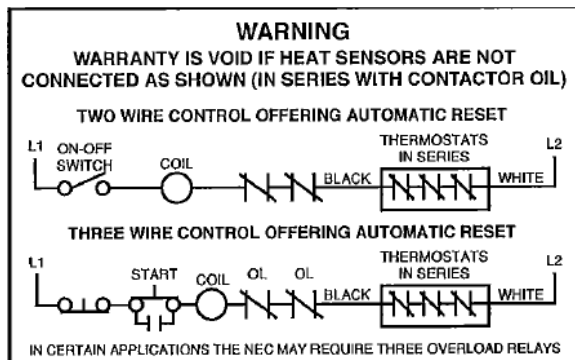 WARNING
WARRANTY IS VOID IF HEAT SENSORS ARE NOT
CONNECTED AS SHOWN (IN SERIES WITH CONTACTOR OIL)
TWO WIRE CONTROL OFFERING AUTOMATIC RESET
L1 ON-OFF SWITCH COIL BLACK THERMOSTATS IN SERIES WHITE L2
THREE WIRE CONTROL OFFERING AUTOMATIC RESET
L1 START COIL OL OL BLACK THERMOSTATS IN SERIES WHITE L2
IN CERTAIN APPLICATIONS THE NEC MAY REQUIRE THREE OVERLOAD RELAYS